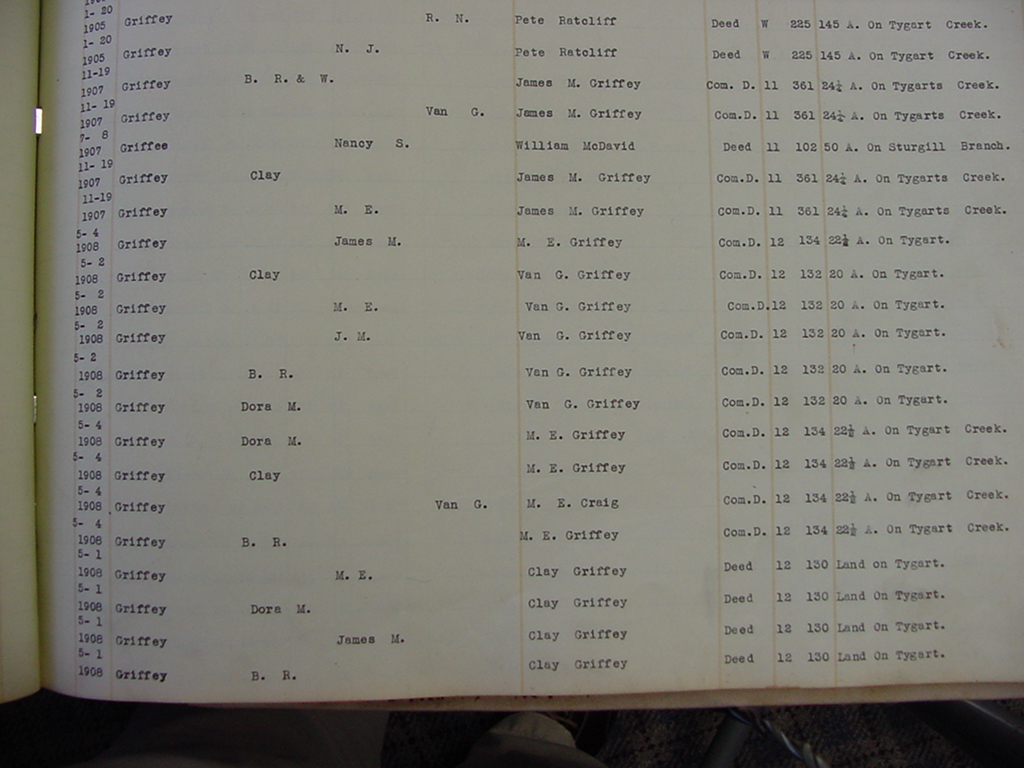 1-20 1905 Griffey R. N. Pete Ratcliff Deed W 225 145 A. On Tygart Creek.
1-20 1905 Griffey N. J. Pete Ratcliff Deed W 225 145 A. On Tygart Creek.
11-19 1907 Griffey B. R. & W. James M. Griffey Com. D. 11 361 24¼ A. On Tygarts Creek.
11-19 1907 Griffey Van G. James M. Griffey Com.D. 11 361 24¼ A. On Tygarts Creek.
7-8 1907 Griffee Nancy S. William McDavid Deed 11 102 50 A. On Sturgill Branch.
11-19 1907 Griffey Clay James M. Griffey Com.D. 11 361 24¼ A. On Tygarts Creek.
11-19 1907 Griffey M. E. James M. Griffey Com.D. 11 361 24¼ A. On Tygarts Creek.
5-4 1908 Griffey James M. M. E. Griffey Com.D. 12 134 22½ A. On Tygart.
5-2 1908 Griffey Clay Van G. Griffey Com.D. 12 132 20 A. On Tygart.
5-2 1908 Griffey M. E. Van G. Griffey Com.D. 12 132 20 A. On Tygart.
5-2 1908 Griffey J. M. Van G. Griffey Com.D. 12 132 20 A. On Tygart.
5-2 1908 Griffey B. R. Van G. Griffey Com.D. 12 132 20 A. On Tygart.
5-2 1908 Griffey Dora M. Van G. Griffey Com.D. 12 132 20 A. On Tygart.
5-4 1908 Griffey Dora M. M. E. Griffey Com.D. 12 134 22½ A. On Tygart Creek.
5-4 1908 Griffey Clay M. E. Griffey Com.D. 12 134 22½ A. On Tygart Creek.
5-4 1908 Griffey Van G. M. E. Craig Com.D. 12 134 22½ A. On Tygart Creek.
5-4 1908 Griffey B. R. M. E. Griffey Com.D. 12 134 22½ A. On Tygart Creek.
5-1 1908 Griffey M. E. Clay Griffey Deed 12 130 Land on Tygart.
5-1 1908 Griffey Dora M. Clay Griffey Deed 12 130 Land On Tygart.
5-1 1908 Griffey James M. Clay Griffey Deed 12 130 Land On Tygart.
5-1 1908 Griffey B. R. Clay Griffey Deed 12 130 Land On Tygart.